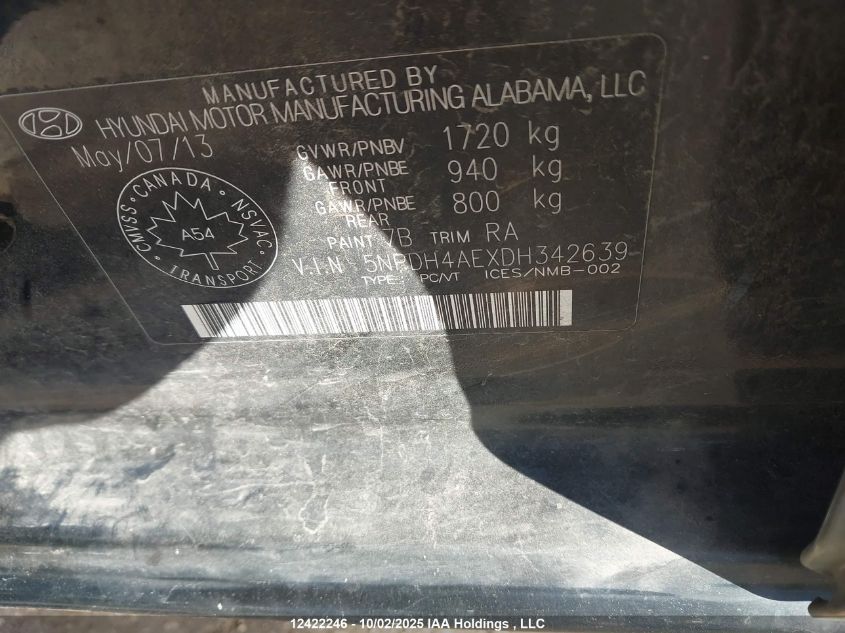 MANUFACTURED BY
HYUNDAI MOTOR MANUFACTURING ALABAMA, LLC
May/07/13
GVWR/PNBV 1720 kg
GAWR/PNBE FRONT 940 kg
GAWR/PNBE REAR 800 kg
PAINT TRIM RA
V.I.N 5NPDH4AEXDH342639
TYPE: PC/VT ICES/NMB-002
CANADA
CMVSS NSVAC
A54
TRANSPORT
12422246 - 10/02/2025 IAA Holdings , LLC